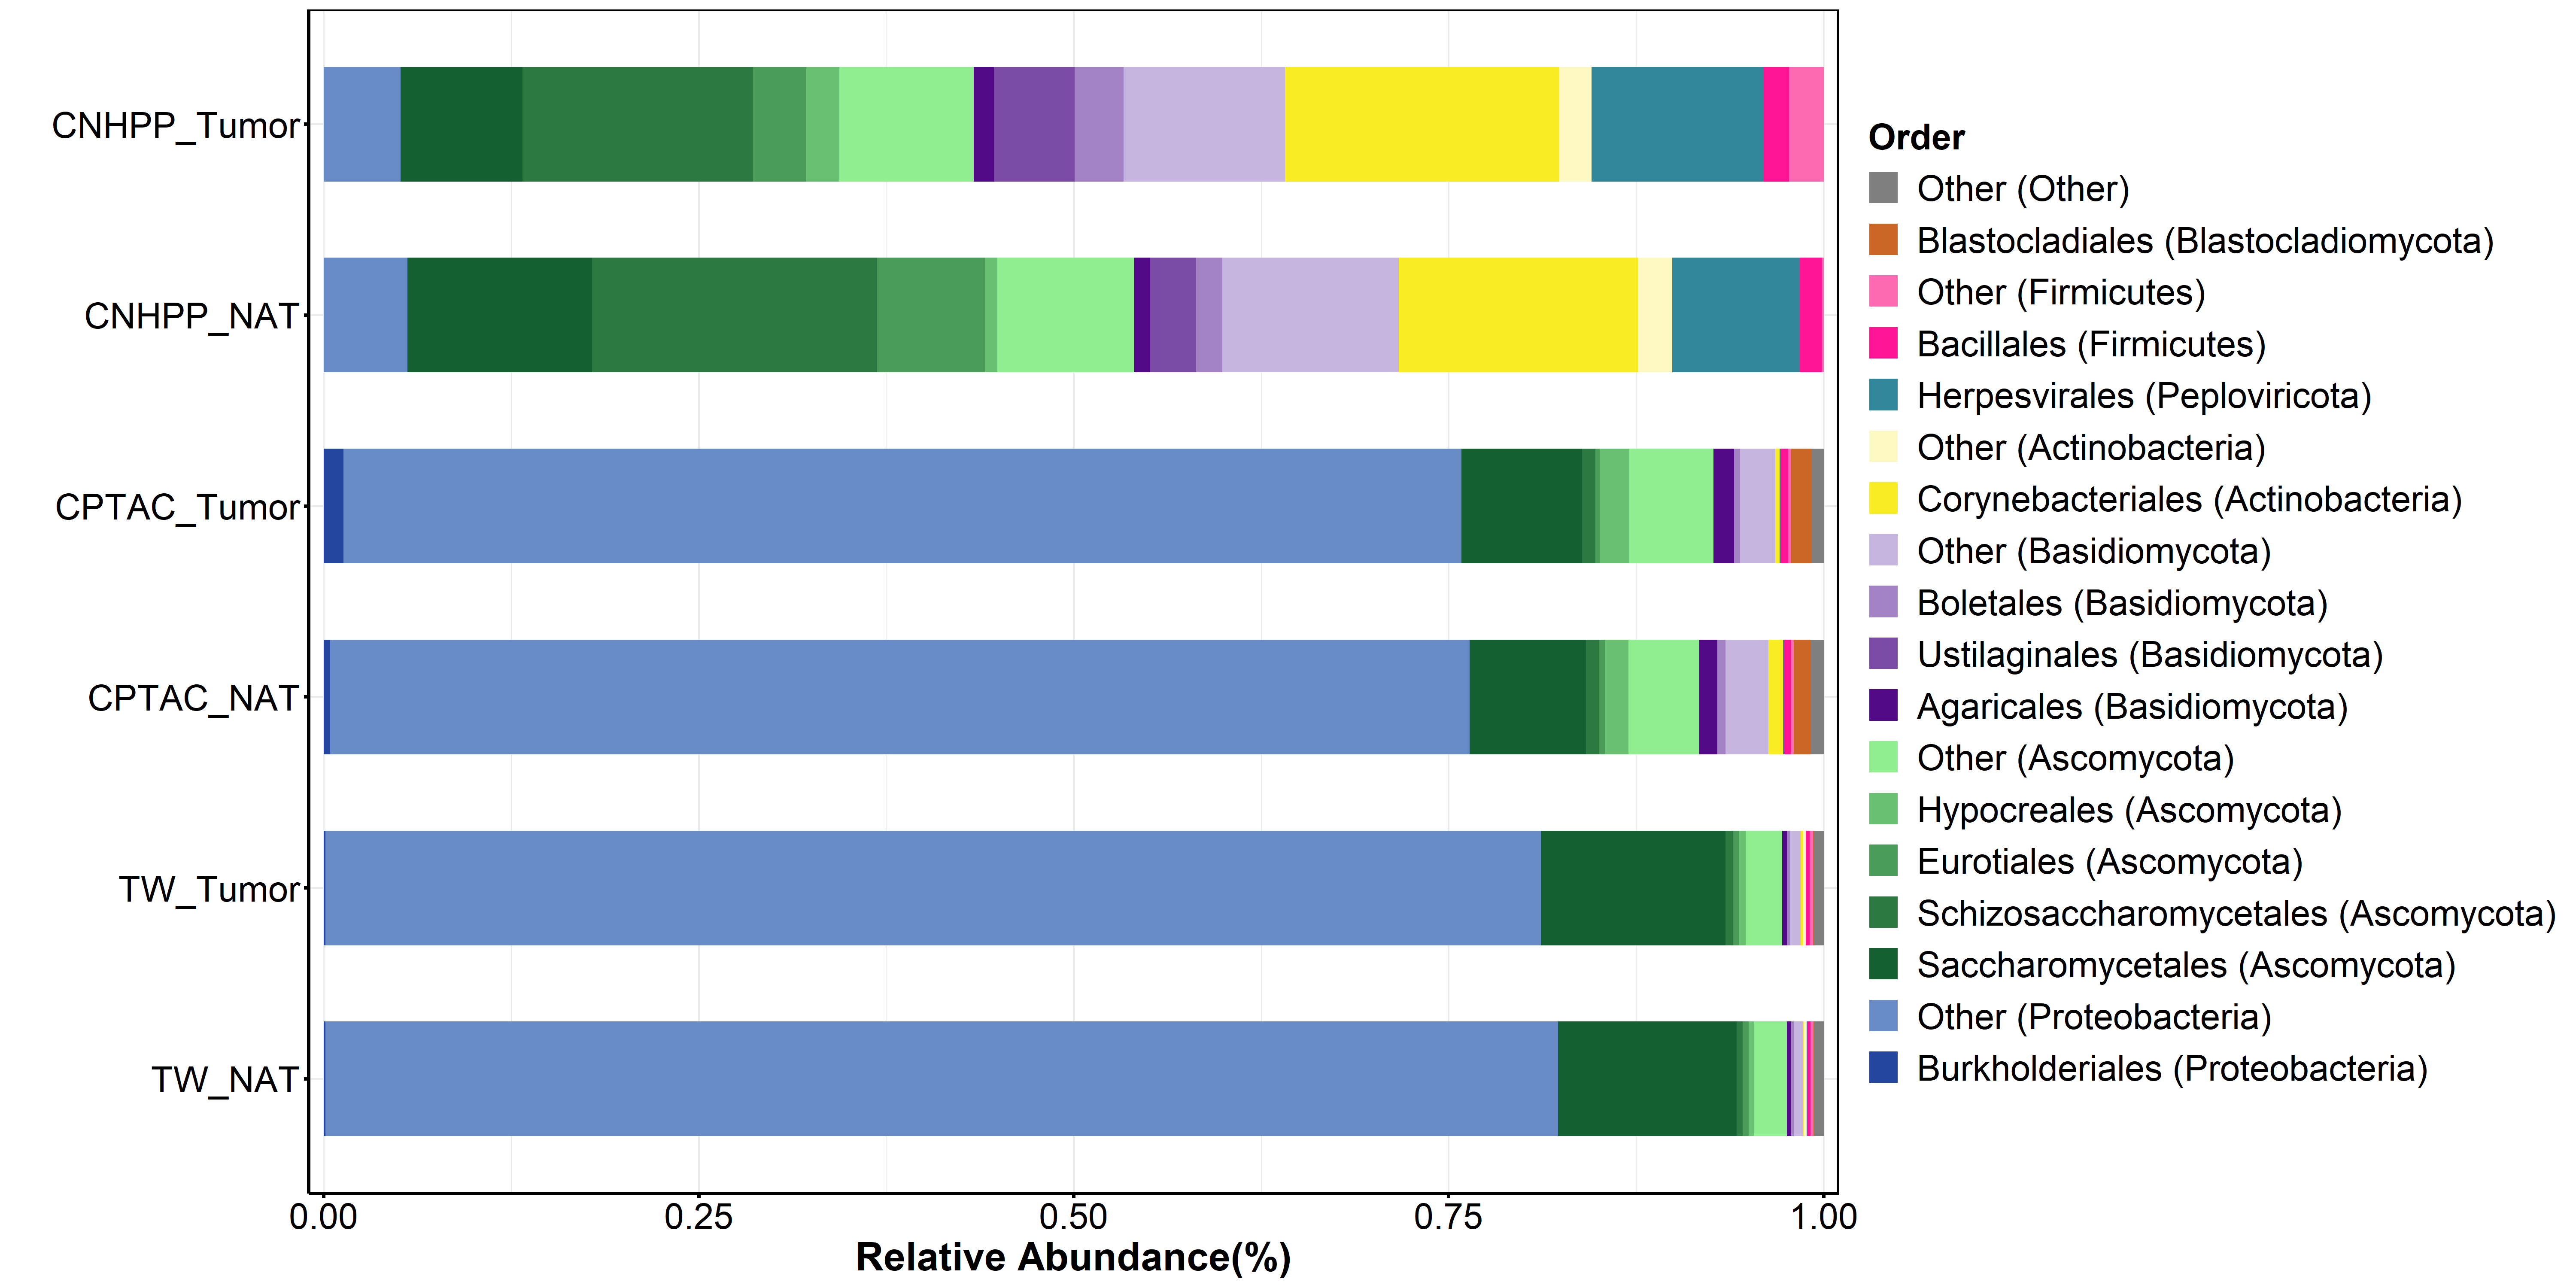 CNHPP_Tumor
CNHPP_NAT
CPTAC_Tumor
CPTAC_NAT
TW_Tumor
TW_NAT
0.00 0.25 0.50 0.75 1.00
Relative Abundance(%)
Order
Other (Other)
Blastocladiales (Blastocladiomycota)
Other (Firmicutes)
Bacillales (Firmicutes)
Herpesvirales (Peploviricota)
Other (Actinobacteria)
Corynebacteriales (Actinobacteria)
Other (Basidiomycota)
Boletales (Basidiomycota)
Ustilaginales (Basidiomycota)
Agaricales (Basidiomycota)
Other (Ascomycota)
Hypocreales (Ascomycota)
Eurotiales (Ascomycota)
Schizosaccharomycetales (Ascomycota)
Saccharomycetales (Ascomycota)
Other (Proteobacteria)
Burkholderiales (Proteobacteria)